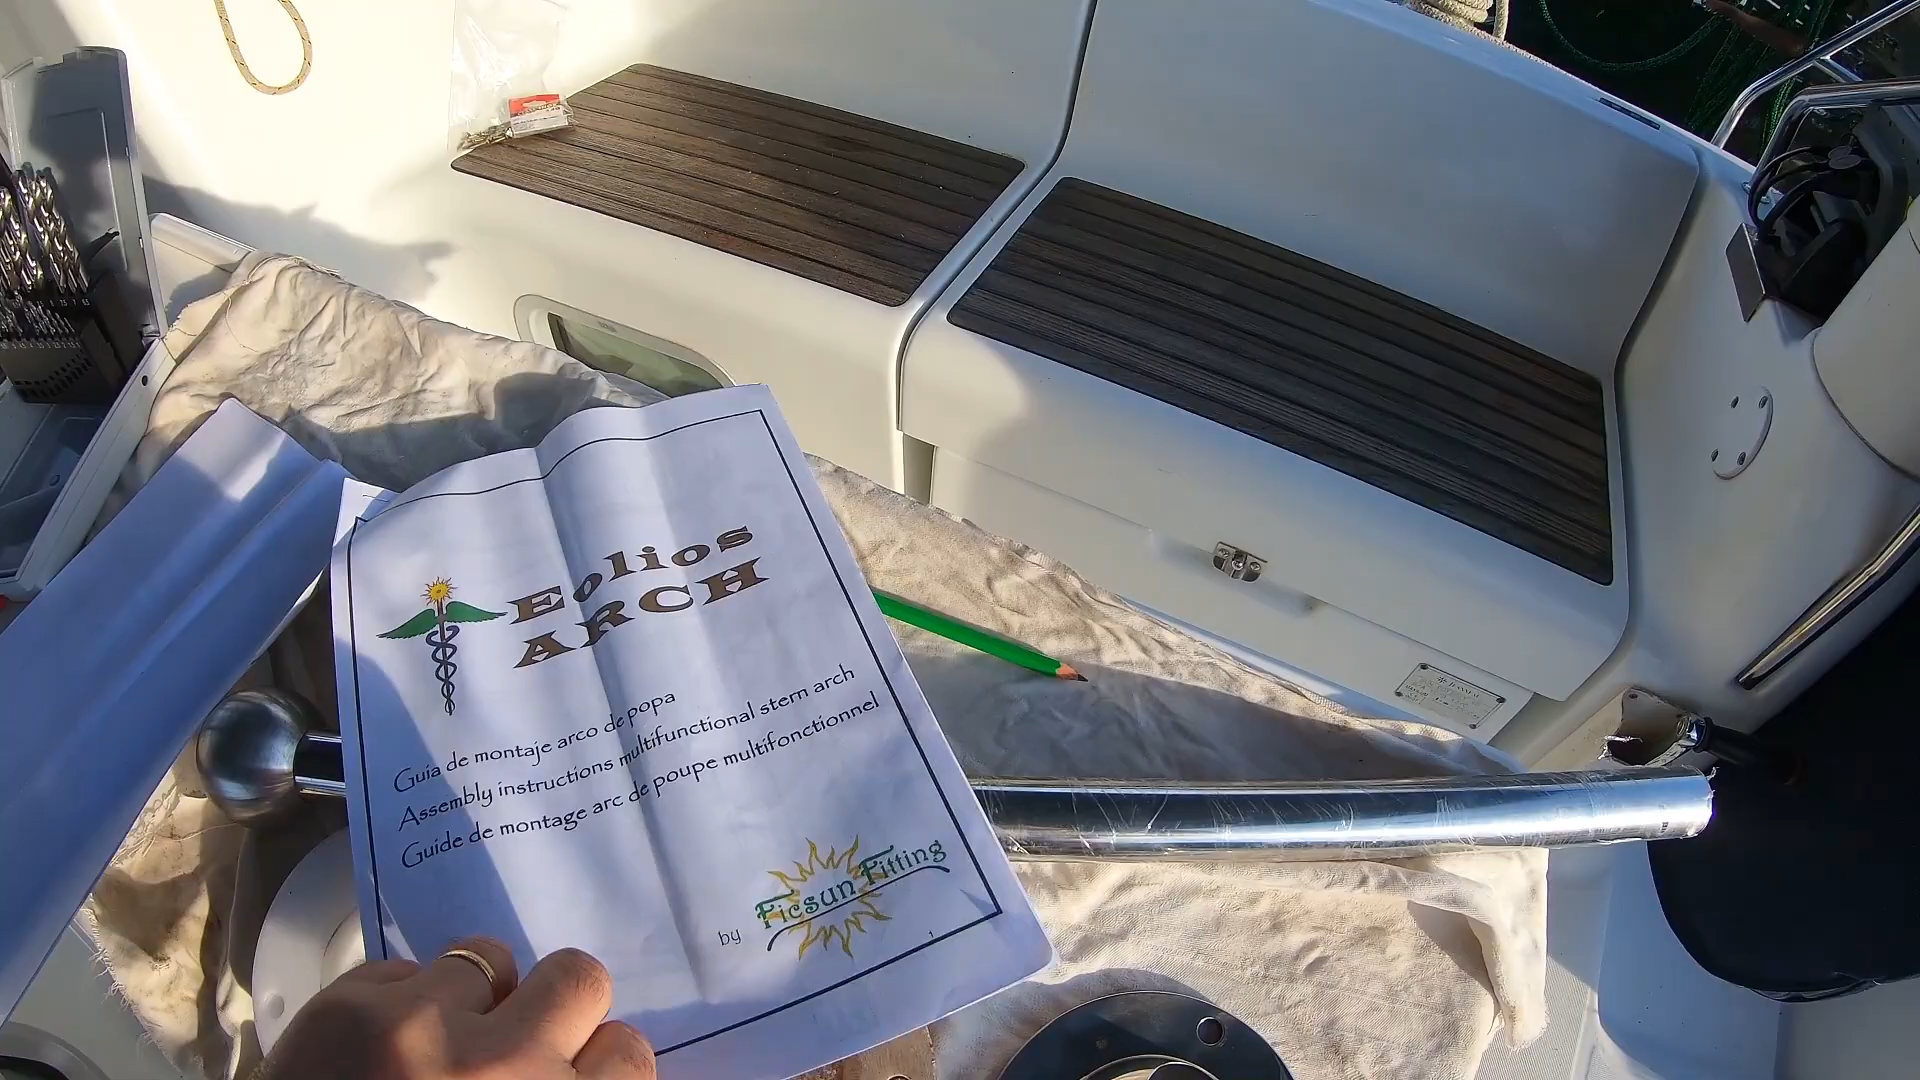 Eolios
ARCH
Guia de montaje arco de popa
Assembly instructions multifunctional stern arch
Guide de montage arc de poupe multifonctionnel
by Ficsun Fitting
1